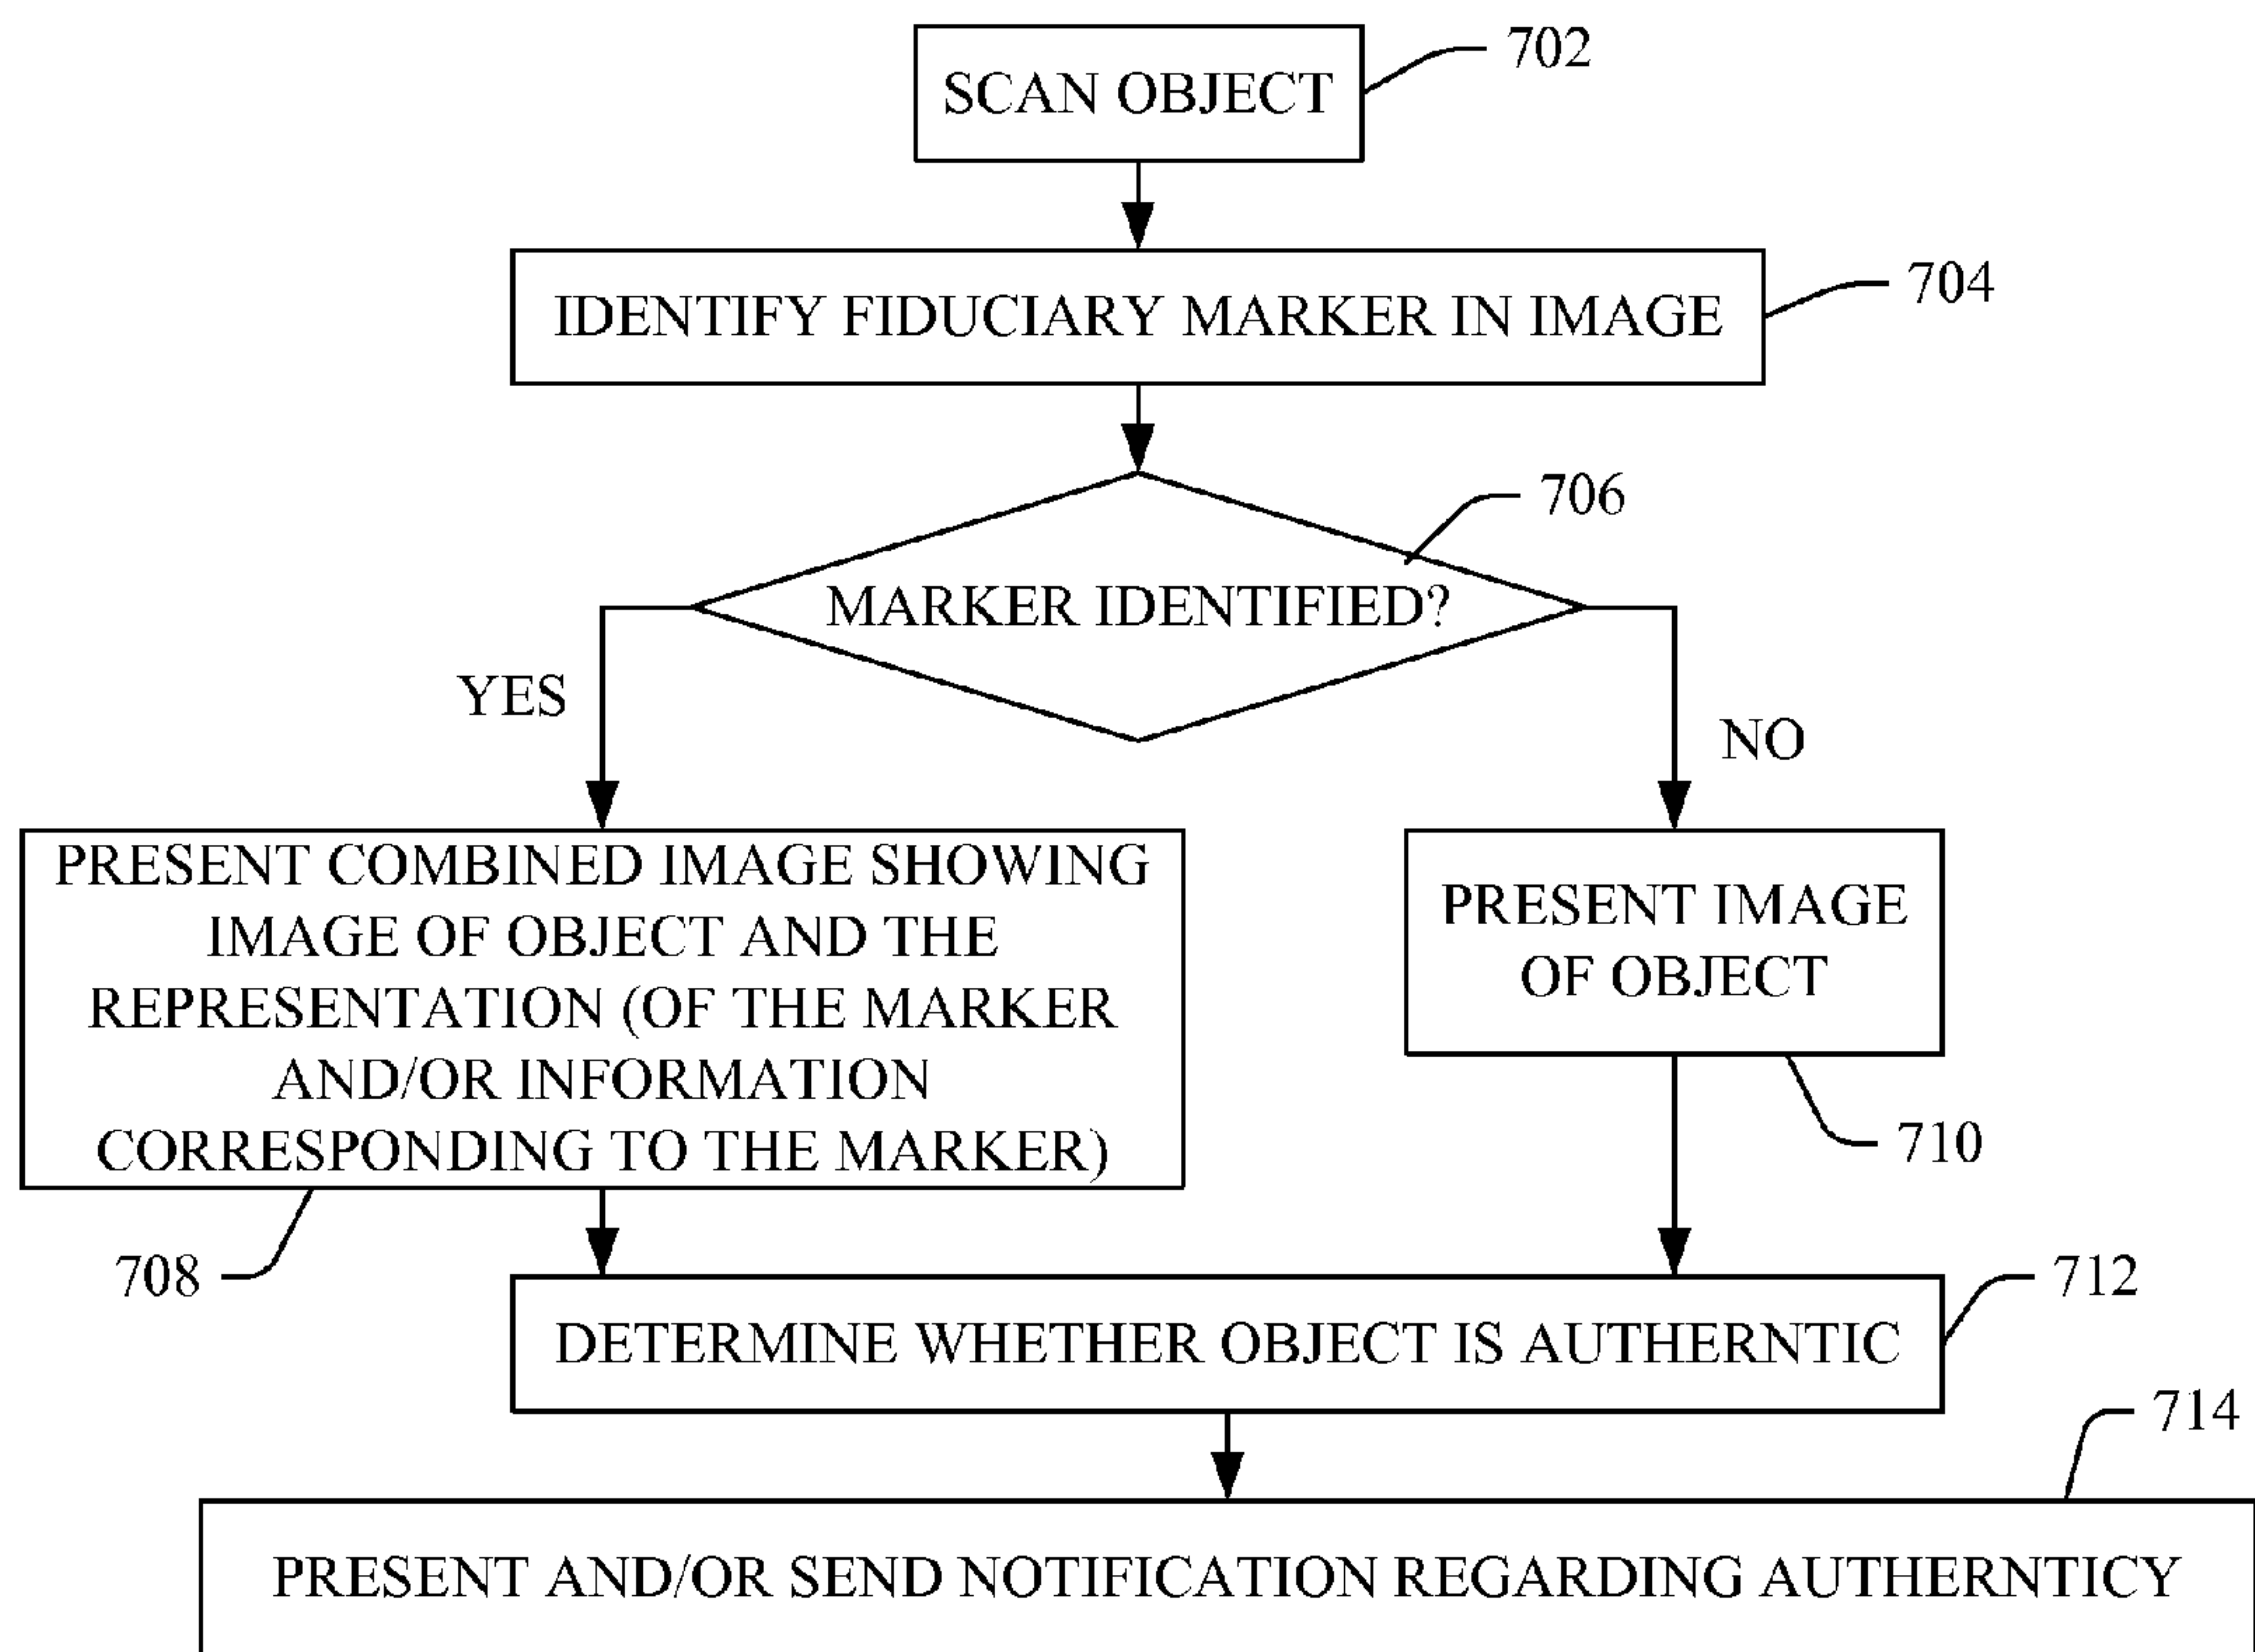 SCAN OBJECT
702
IDENTIFY FIDUCIARY MARKER IN IMAGE
704
706
MARKER IDENTIFIED?
YES
NO
PRESENT COMBINED IMAGE SHOWING
IMAGE OF OBJECT AND THE
REPRESENTATION (OF THE MARKER
AND/OR INFORMATION
CORRESPONDING TO THE MARKER)
708
PRESENT IMAGE
OF OBJECT
710
712
DETERMINE WHETHER OBJECT IS AUTHERNTIC
714
PRESENT AND/OR SEND NOTIFICATION REGARDING AUTHERNTICY